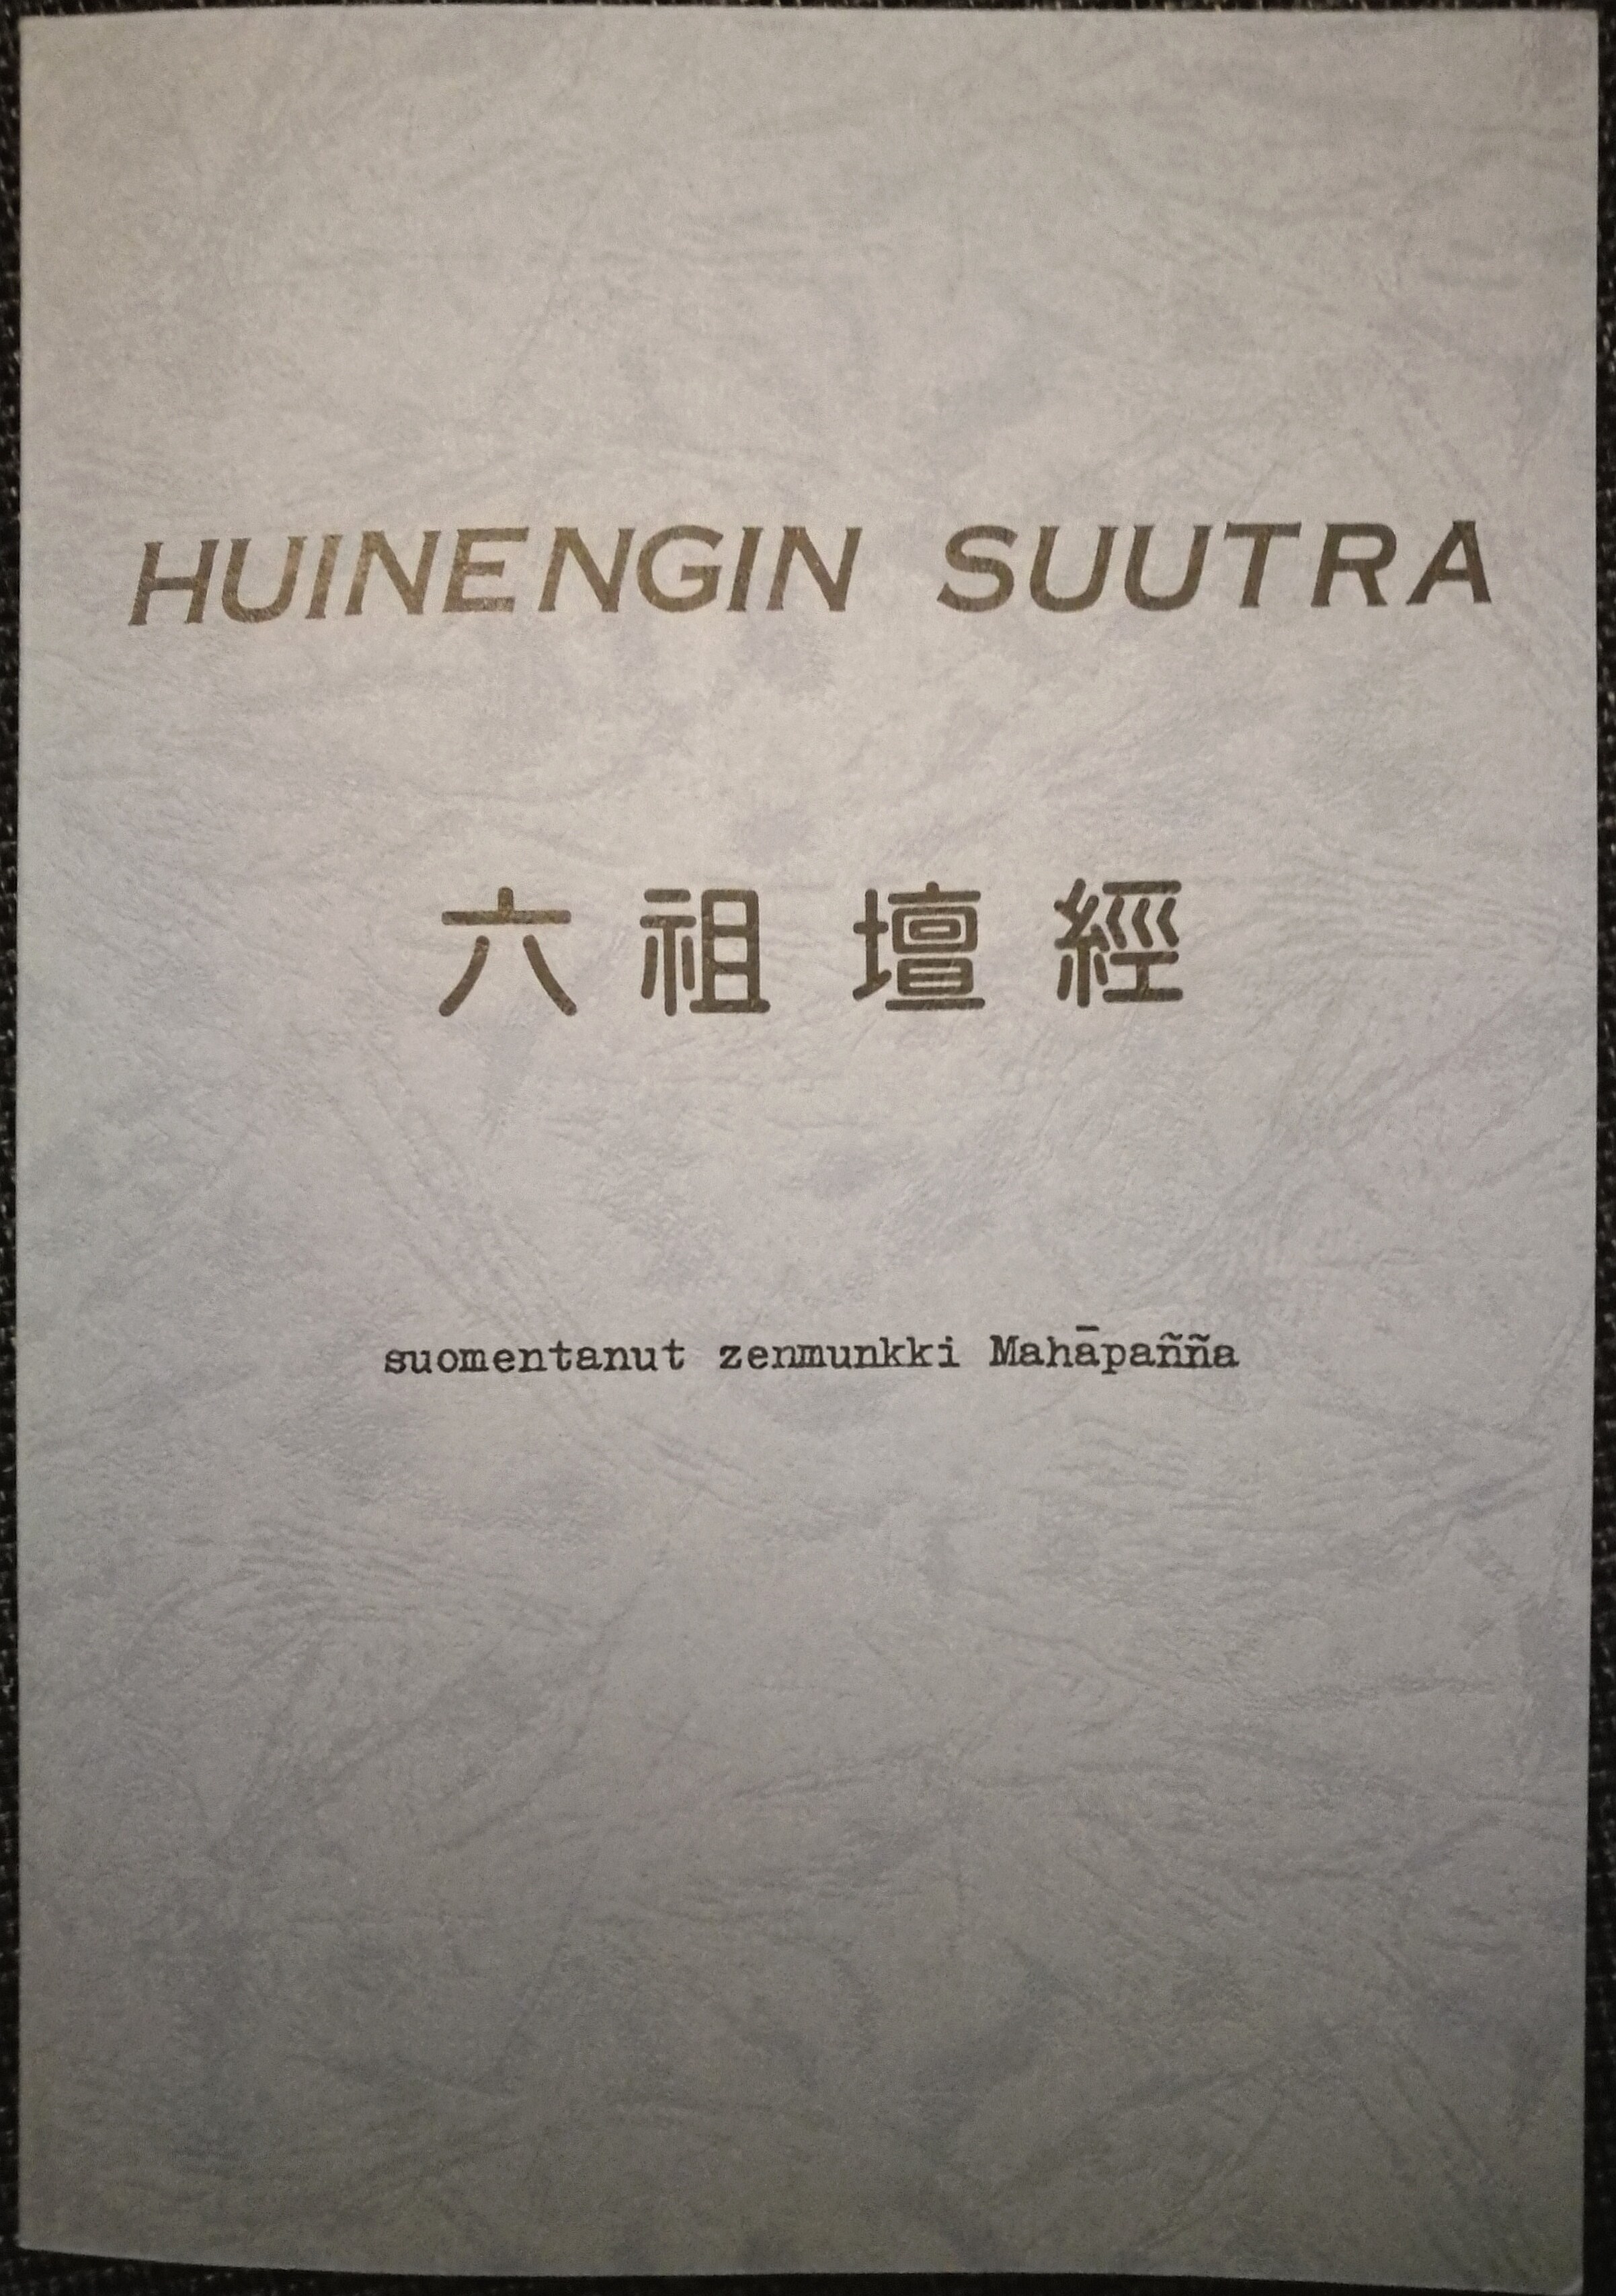 HUINENGIN SUUTRA
六祖壇經
suomentanut zenmunkki Mahāpañña